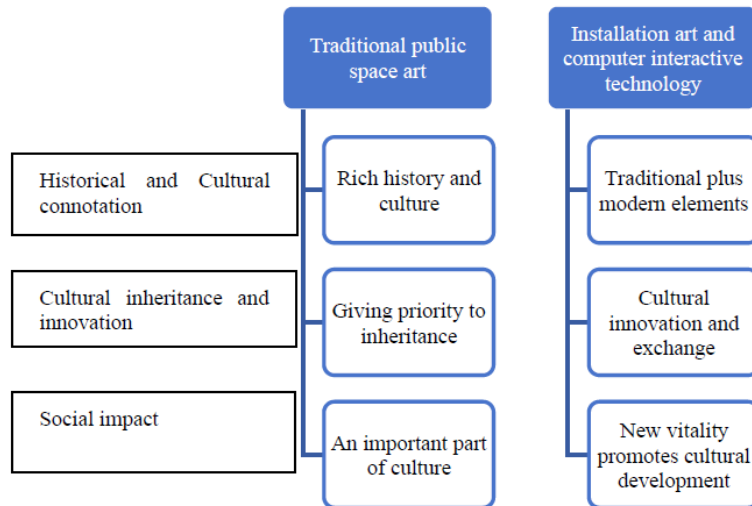 Traditional public
space art
Installation art and
computer interactive
technology
Historical and Cultural
connotation
Rich history and
culture
Traditional plus
modern elements
Cultural inheritance and
innovation
Giving priority to
inheritance
Cultural
innovation and
exchange
Social impact
An important part
of culture
New vitality
promotes cultural
development